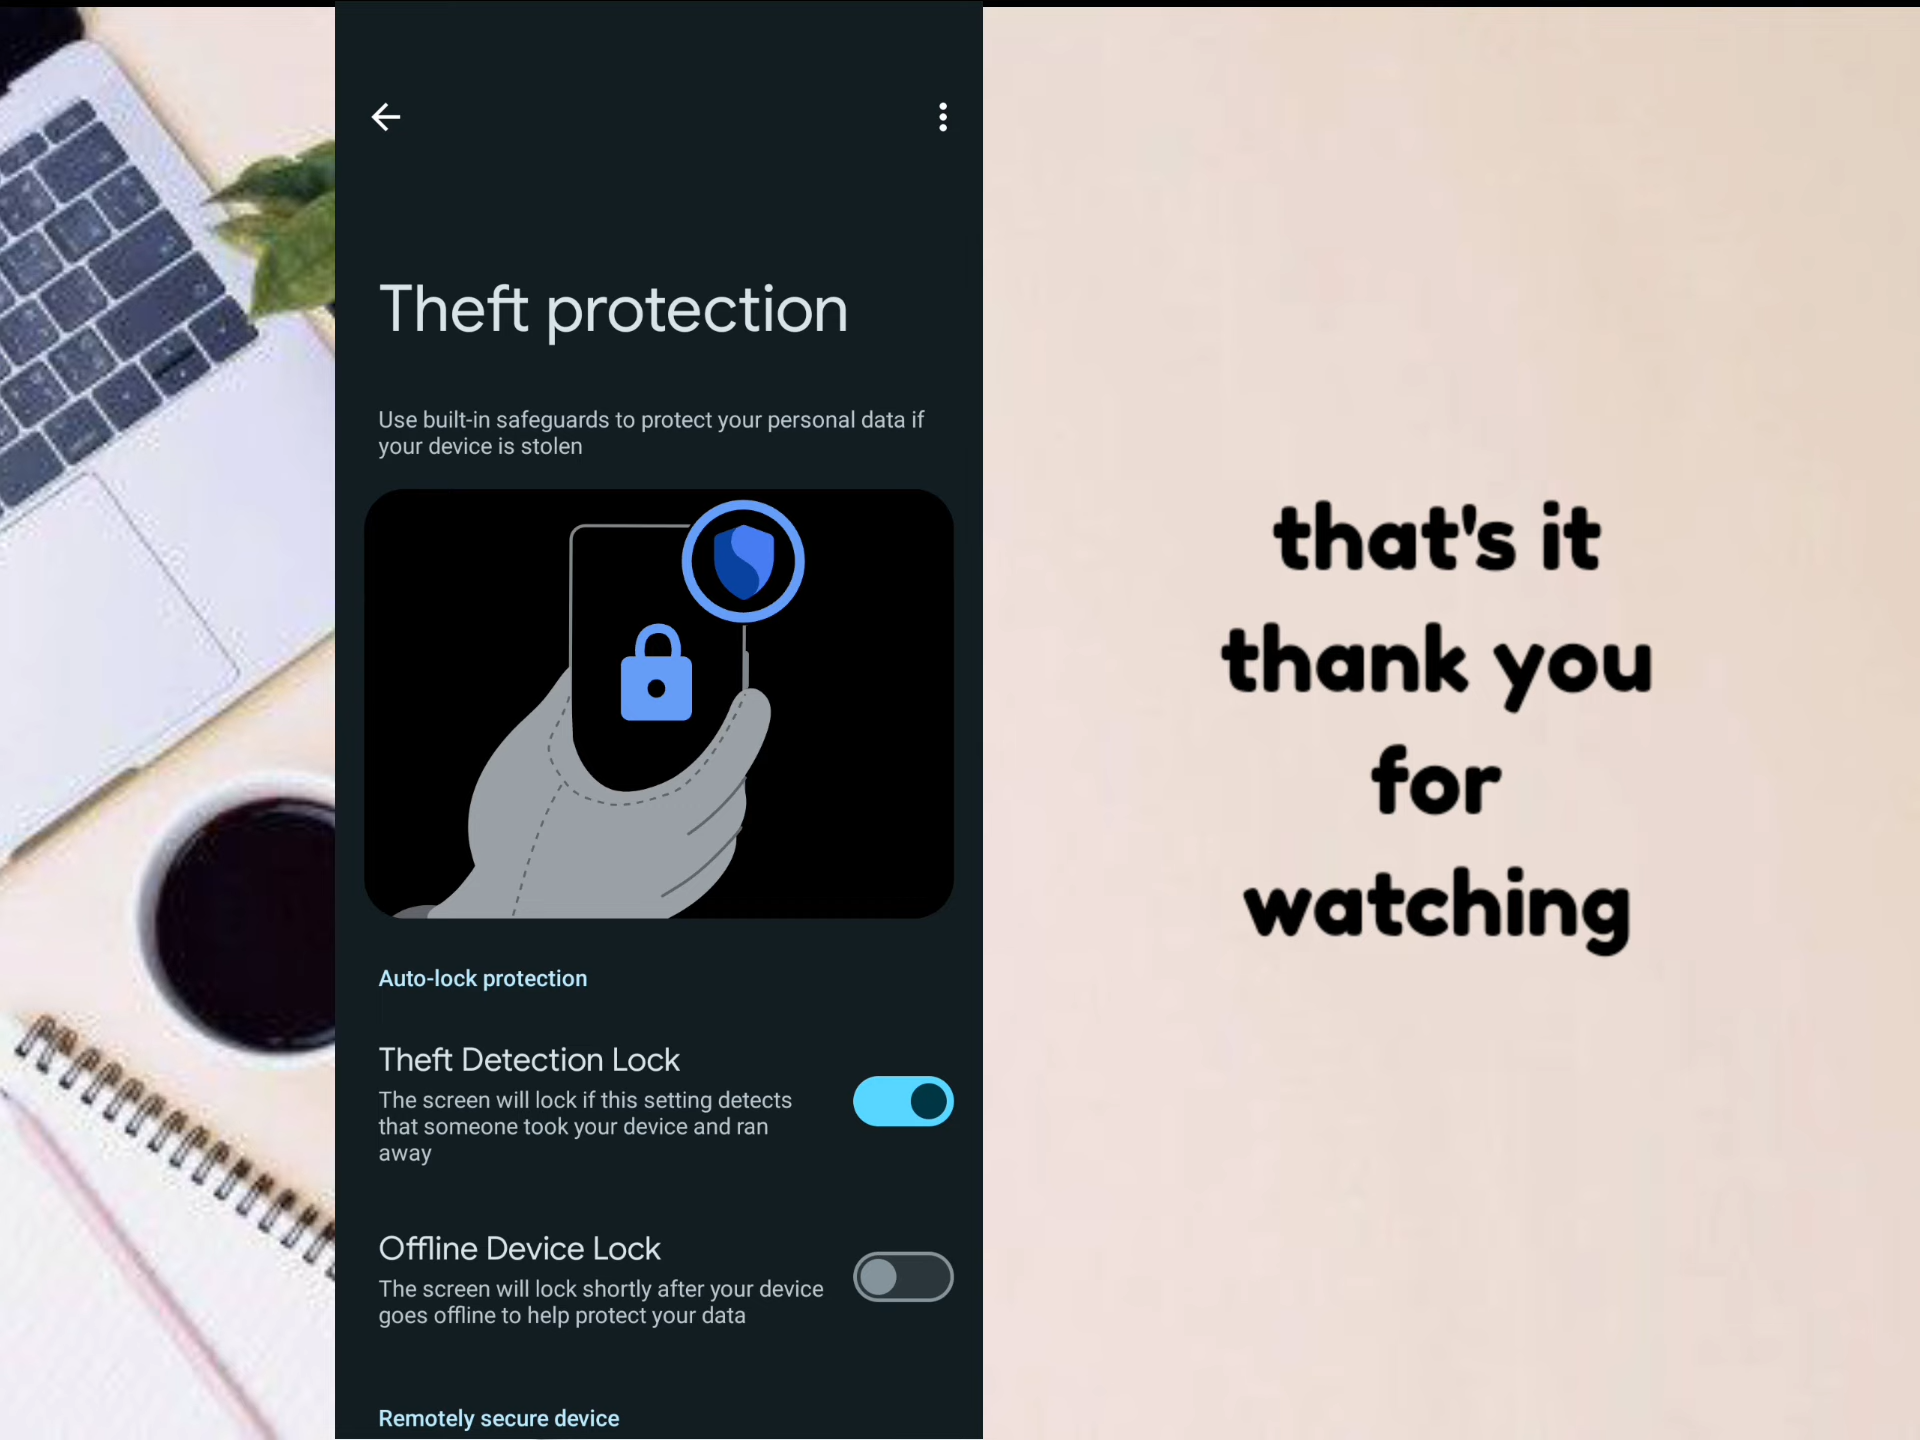 Theft protection
Use built-in safeguards to protect your personal data if
your device is stolen
Auto-lock protection
Theft Detection Lock
The screen will lock if this setting detects
that someone took your device and ran
away
Offline Device Lock
The screen will lock shortly after your device
goes offline to help protect your data
Remotely secure device
that's it
thank you
for
watching